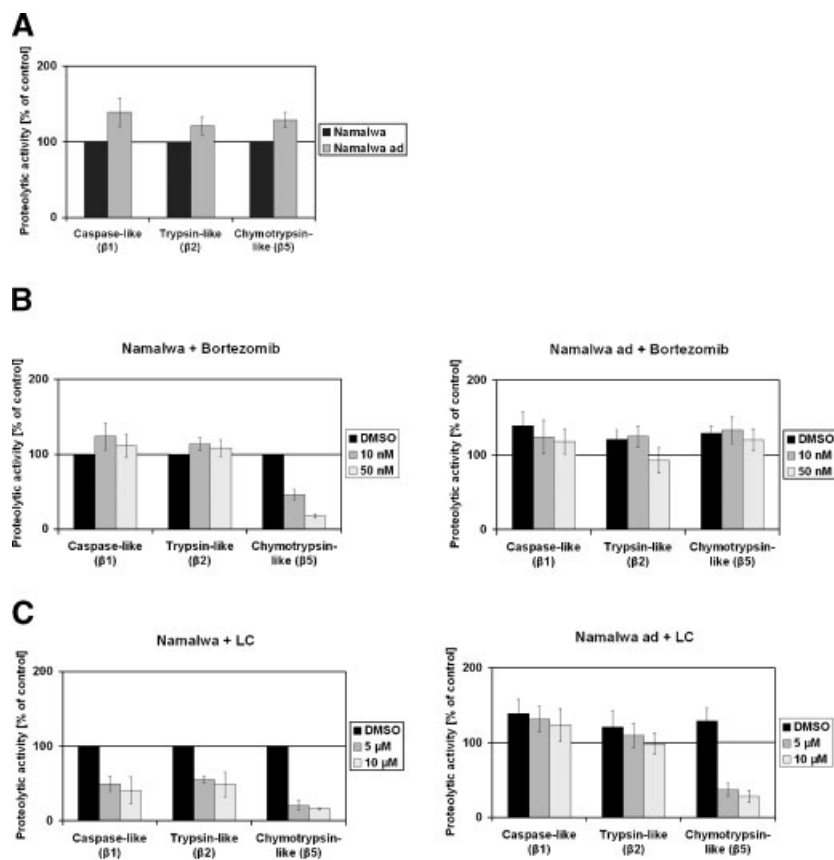 A
Proteolytic activity [% of control]
200
100
0
Caspase-like (β1)
Trypsin-like (β2)
Chymotrypsin-like (β5)
Namalwa
Namalwa ad
B
Namalwa + Bortezomib
Proteolytic activity [% of control]
200
100
0
Caspase-like (β1)
Trypsin-like (β2)
Chymotrypsin-like (β5)
DMSO
10 nM
50 nM
Namalwa ad + Bortezomib
Proteolytic activity [% of control]
200
100
0
Caspase-like (β1)
Trypsin-like (β2)
Chymotrypsin-like (β5)
DMSO
10 nM
50 nM
C
Namalwa + LC
Proteolytic activity [% of control]
200
100
0
Caspase-like (β1)
Trypsin-like (β2)
Chymotrypsin-like (β5)
DMSO
5 µM
10 µM
Namalwa ad + LC
Proteolytic activity [% of control]
200
100
0
Caspase-like (β1)
Trypsin-like (β2)
Chymotrypsin-like (β5)
DMSO
5 µM
10 µM